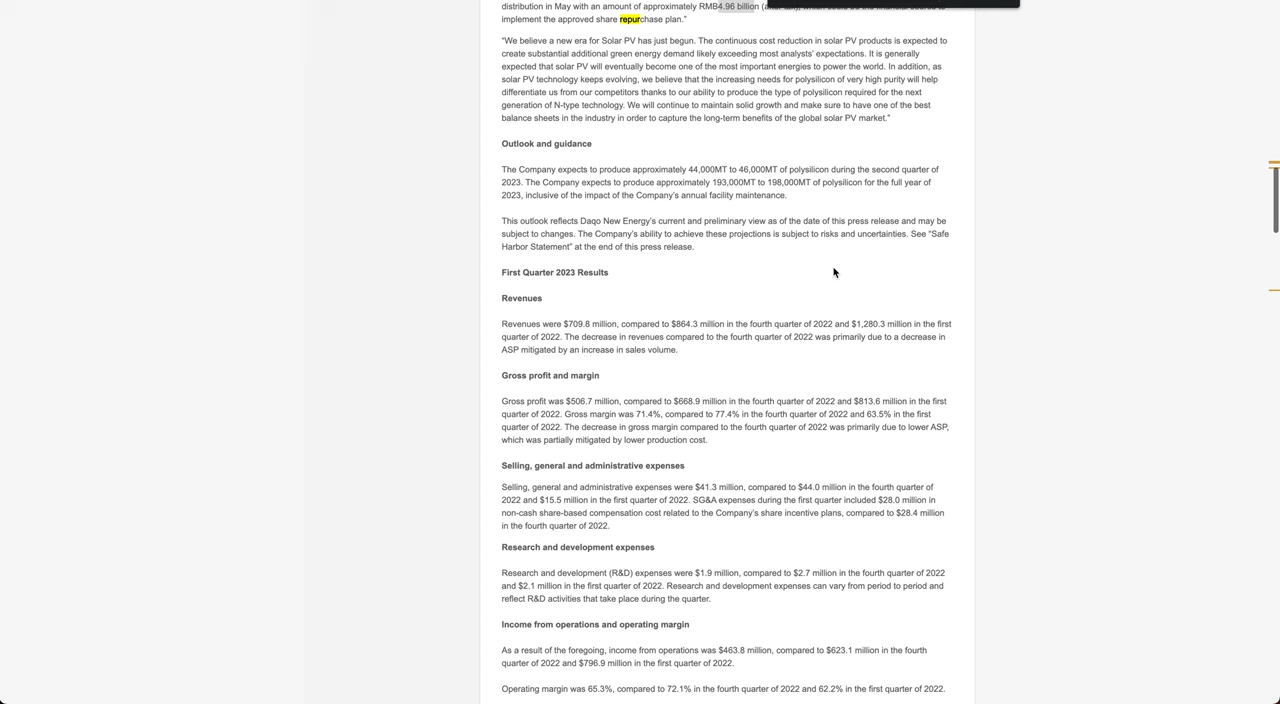 distribution in May with an amount of approximately RMB4.96 billion
implement the approved share repurchase plan.”
“We believe a new era for Solar PV has just begun. The continuous cost reduction in solar PV products is expected to
create substantial additional green energy demand likely exceeding most analysts’ expectations. It is generally
expected that solar PV will eventually become one of the most important energies to power the world. In addition, as
solar PV technology keeps evolving, we believe that the increasing needs for polysilicon of very high purity will help
differentiate us from our competitors thanks to our ability to produce the type of polysilicon required for the next
generation of N-type technology. We will continue to maintain solid growth and make sure to have one of the best
balance sheets in the industry in order to capture the long-term benefits of the global solar PV market.”
Outlook and guidance
The Company expects to produce approximately 44,000MT to 46,000MT of polysilicon during the second quarter of
2023. The Company expects to produce approximately 193,000MT to 198,000MT of polysilicon for the full year of
2023, inclusive of the impact of the Company’s annual facility maintenance.
This outlook reflects Daqo New Energy’s current and preliminary view as of the date of this press release and may be
subject to changes. The Company’s ability to achieve these projections is subject to risks and uncertainties. See “Safe
Harbor Statement” at the end of this press release.
First Quarter 2023 Results
Revenues
Revenues were $709.8 million, compared to $864.3 million in the fourth quarter of 2022 and $1,280.3 million in the first
quarter of 2022. The decrease in revenues compared to the fourth quarter of 2022 was primarily due to a decrease in
ASP mitigated by an increase in sales volume.
Gross profit and margin
Gross profit was $506.7 million, compared to $668.9 million in the fourth quarter of 2022 and $813.6 million in the first
quarter of 2022. Gross margin was 71.4%, compared to 77.4% in the fourth quarter of 2022 and 63.5% in the first
quarter of 2022. The decrease in gross margin compared to the fourth quarter of 2022 was primarily due to lower ASP,
which was partially mitigated by lower production cost.
Selling, general and administrative expenses
Selling, general and administrative expenses were $41.3 million, compared to $44.0 million in the fourth quarter of
2022 and $15.5 million in the first quarter of 2022. SG&A expenses during the first quarter included $28.0 million in
non-cash share-based compensation cost related to the Company’s share incentive plans, compared to $28.4 million
in the fourth quarter of 2022.
Research and development expenses
Research and development (R&D) expenses were $1.9 million, compared to $2.7 million in the fourth quarter of 2022
and $2.1 million in the first quarter of 2022. Research and development expenses can vary from period to period and
reflect R&D activities that take place during the quarter.
Income from operations and operating margin
As a result of the foregoing, income from operations was $463.8 million, compared to $623.1 million in the fourth
quarter of 2022 and $796.9 million in the first quarter of 2022.
Operating margin was 65.3%, compared to 72.1% in the fourth quarter of 2022 and 62.2% in the first quarter of 2022.